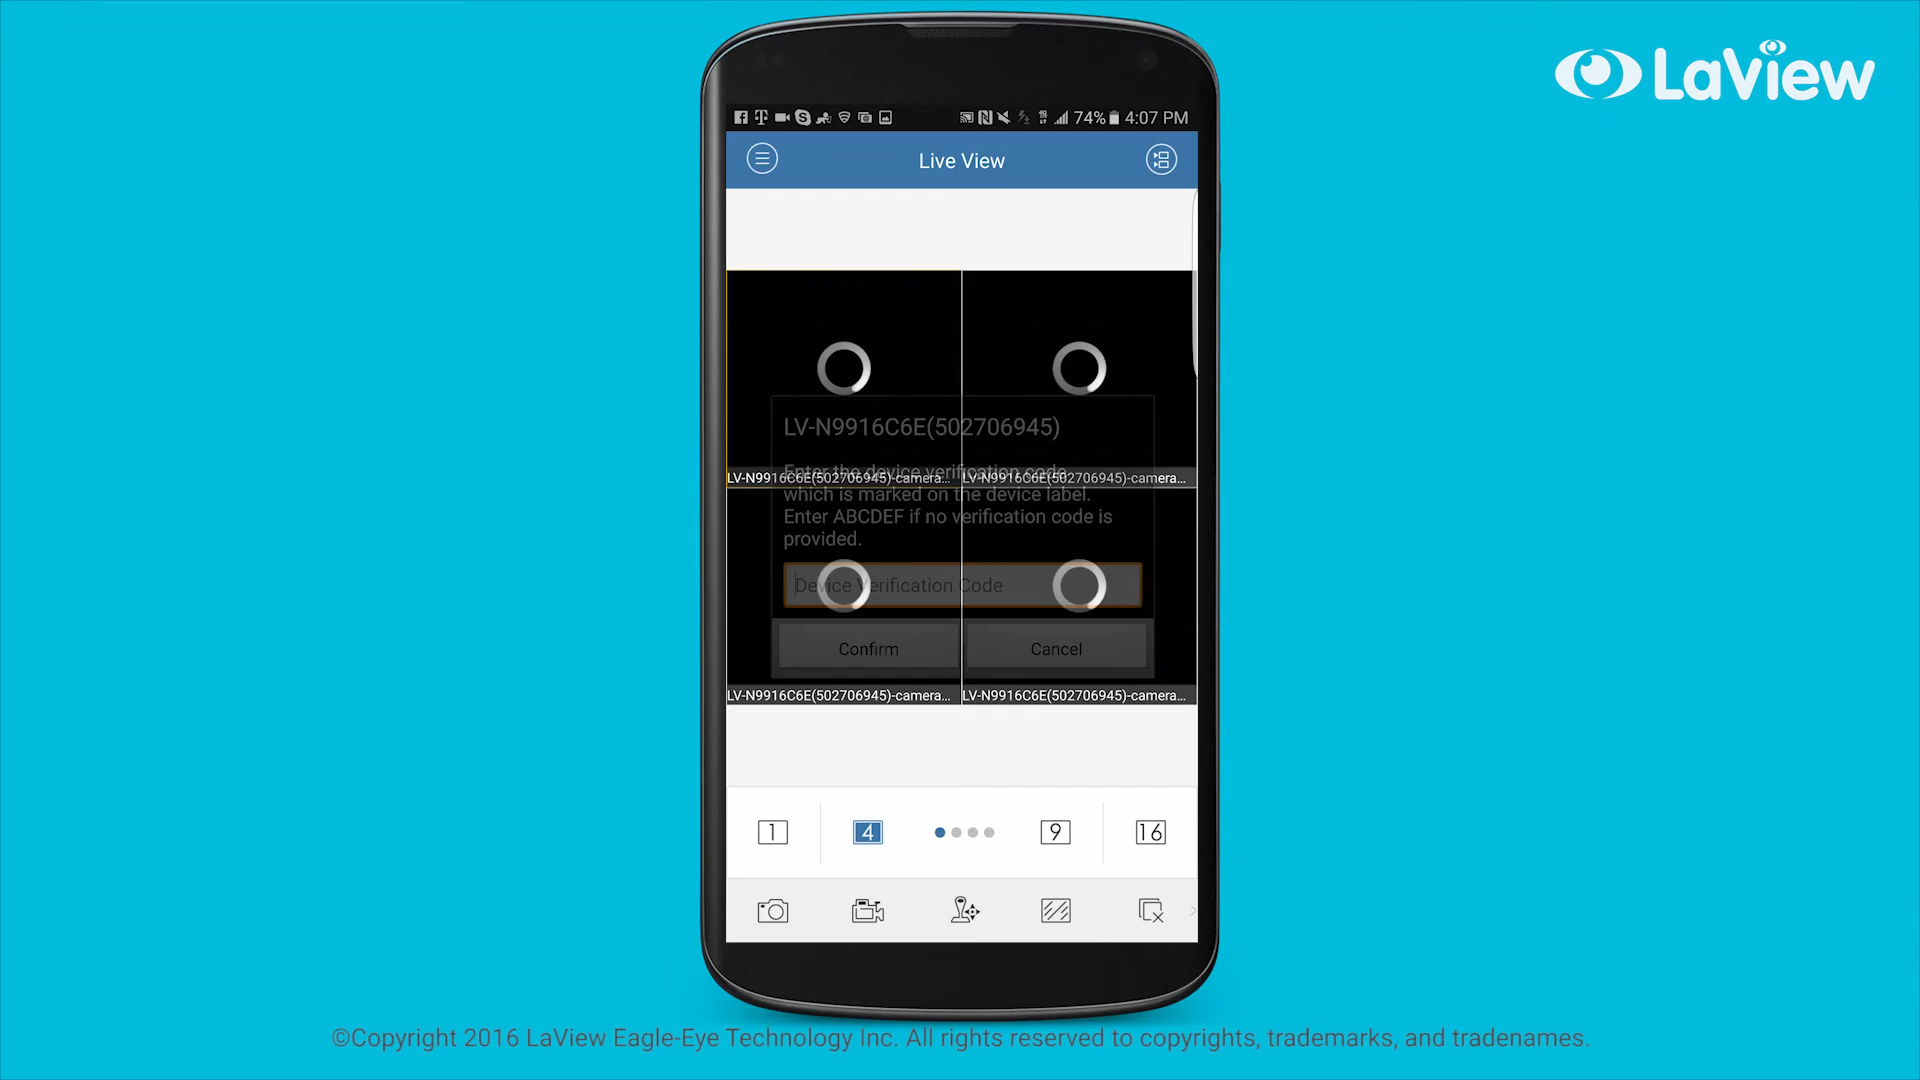 LaView
74% 4:07 PM
Live View
LV-N9916C6E(502706945)
Enter the device verification code
LV-N9916C6E(502706945)-camera... LV-N9916C6E(502706945)-camera...
which is marked on the device label.
Enter ABCDEF if no verification code is
provided.
Device Verification Code
Confirm Cancel
LV-N9916C6E(502706945)-camera... LV-N9916C6E(502706945)-camera...
1 4 9 16
©Copyright 2016 LaView Eagle-Eye Technology Inc. All rights reserved to copyrights, trademarks, and tradenames.